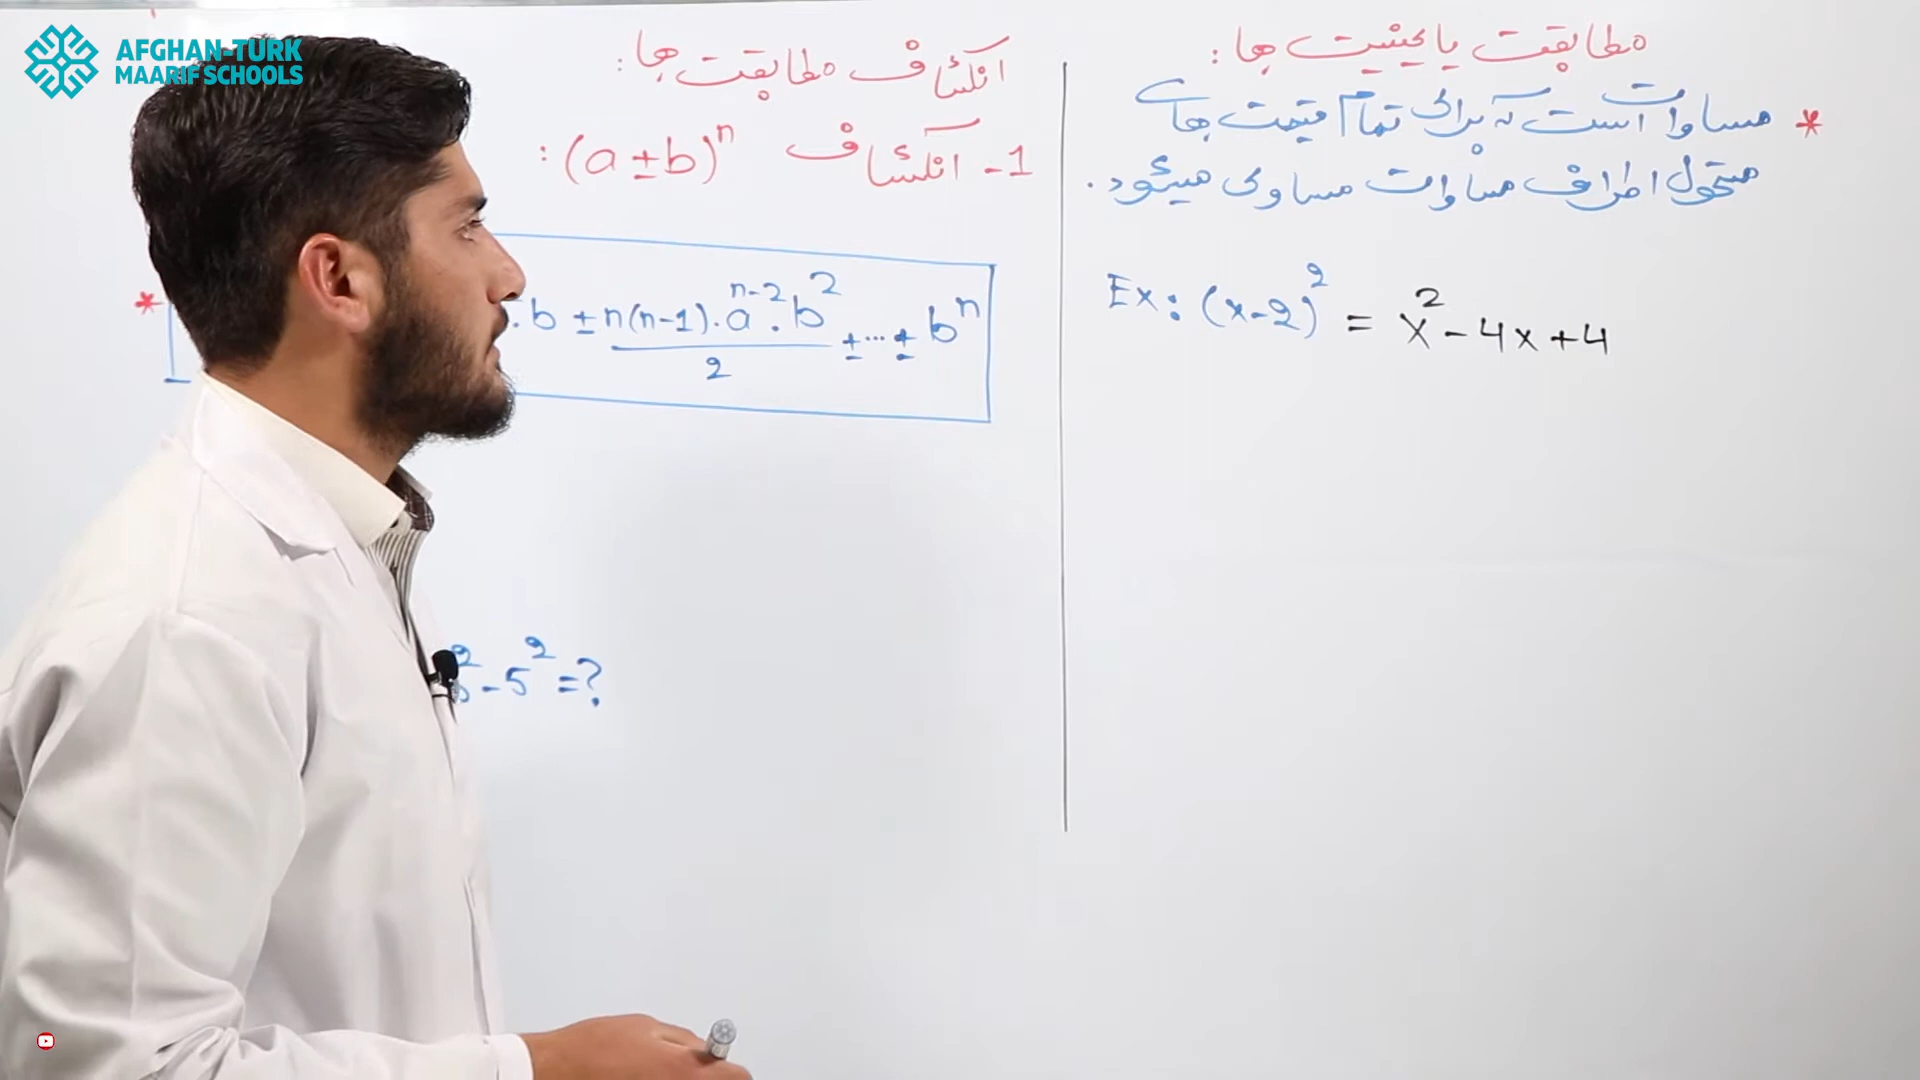 AFGHAN-TURK
MAARIF SCHOOLS
مطابقت یا عینیت ها :
* مساوات است که برای تمام قیمت های
متحول اطراف مساوات مساوی میشود .
Ex: (x-2)² = x² - 4x + 4
انکشاف مطابقت ها :
1- انکشاف (a±b)ⁿ :
* . b ± n(n-1).aⁿ⁻².b² / 2 ± ... ± bⁿ
² - 5² = ?